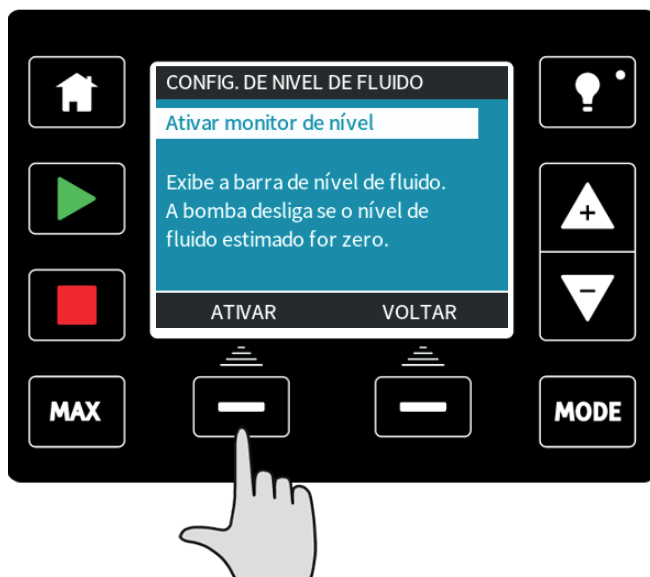 CONFIG. DE NIVEL DE FLUIDO
Ativar monitor de nível
Exibe a barra de nível de fluido.
A bomba desliga se o nível de
fluido estimado for zero.
ATIVAR VOLTAR
+
-
MAX
MODE